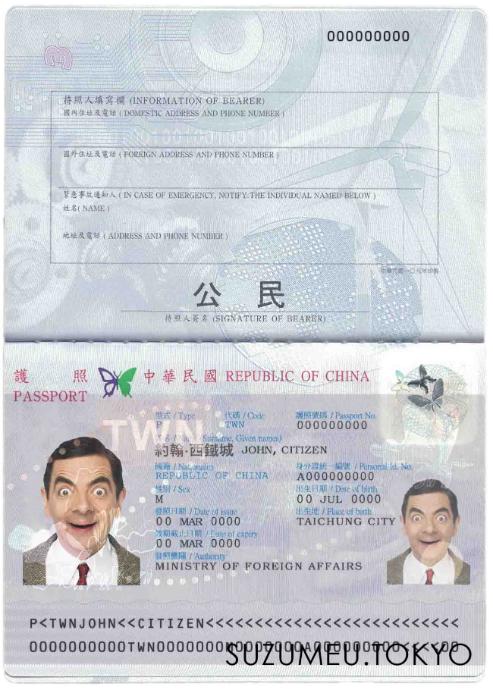 000000000
持照人填寫欄 (INFORMATION OF BEARER)
國內住址及電話 ( DOMESTIC ADDRESS AND PHONE NUMBER )
國外住址及電話 ( FOREIGN ADDRESS AND PHONE NUMBER )
緊急事故通知人 ( IN CASE OF EMERGENCY, NOTIFY THE INDIVIDUAL NAMED BELOW )
姓名( NAME )
地址及電話 ( ADDRESS AND PHONE NUMBER )
公民
持照人簽名 (SIGNATURE OF BEARER)
護照 中華民國 REPUBLIC OF CHINA
PASSPORT
TWN
型式 / Type 代碼 / Code 護照號碼 / Passport No.
P TWN 000000000
(Surname, Given names)
約翰·西鐵城 JOHN, CITIZEN
國籍 / Nationality 身分證統一編號 / Personal Id. No.
REPUBLIC OF CHINA A000000000
性別 / Sex 出生日期 / Date of birth
M 00 JUL 0000
發照日期 / Date of issue 出生地 / Place of birth
00 MAR 0000 TAICHUNG CITY
效期截止日期 / Date of expiry
00 MAR 0000
發照機關 / Authority
MINISTRY OF FOREIGN AFFAIRS
P<TWNJOHN<<CITIZEN<<<<<<<<<<<<<<<<<<<<<<<<<<
SUZUMEU.TOKYO